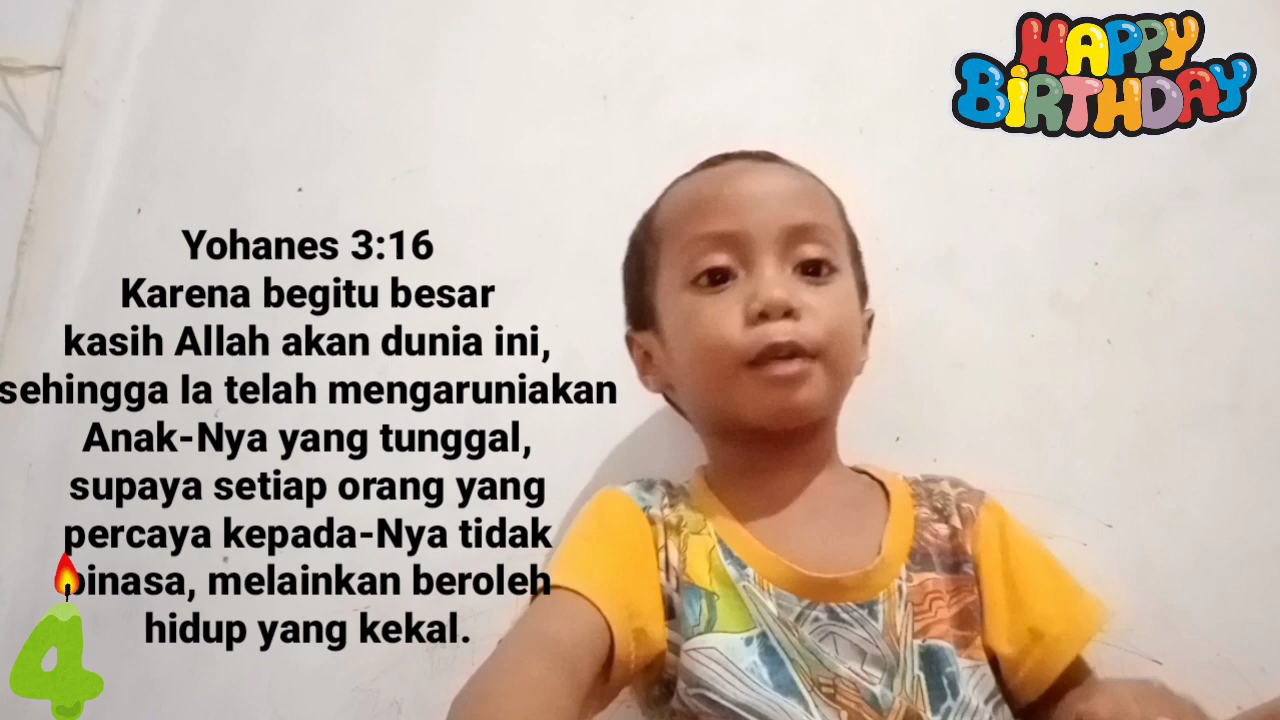 HAPPY
BIRTHDAY
Yohanes 3:16
Karena begitu besar
kasih Allah akan dunia ini,
sehingga Ia telah mengaruniakan
Anak-Nya yang tunggal,
supaya setiap orang yang
percaya kepada-Nya tidak
binasa, melainkan beroleh
hidup yang kekal.
4